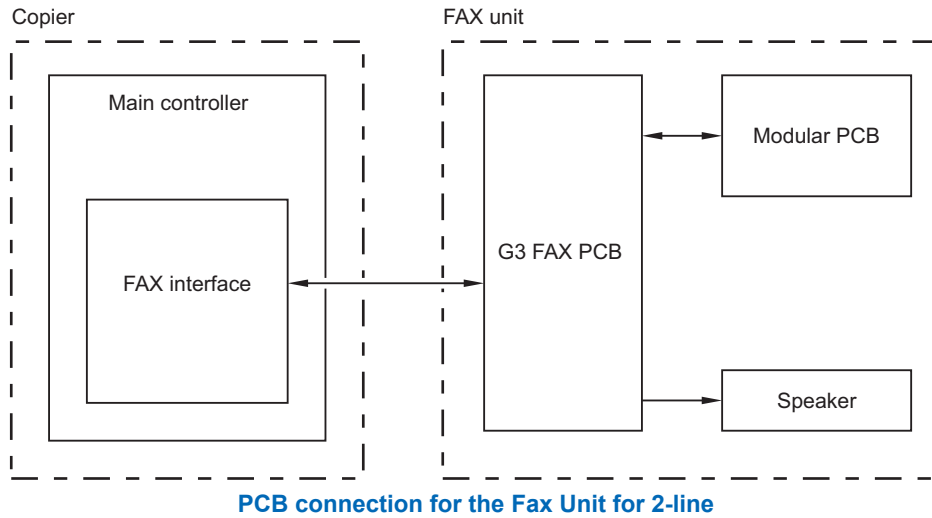 Copier
FAX unit
Main controller
Modular PCB
G3 FAX PCB
FAX interface
Speaker
PCB connection for the Fax Unit for 2-line